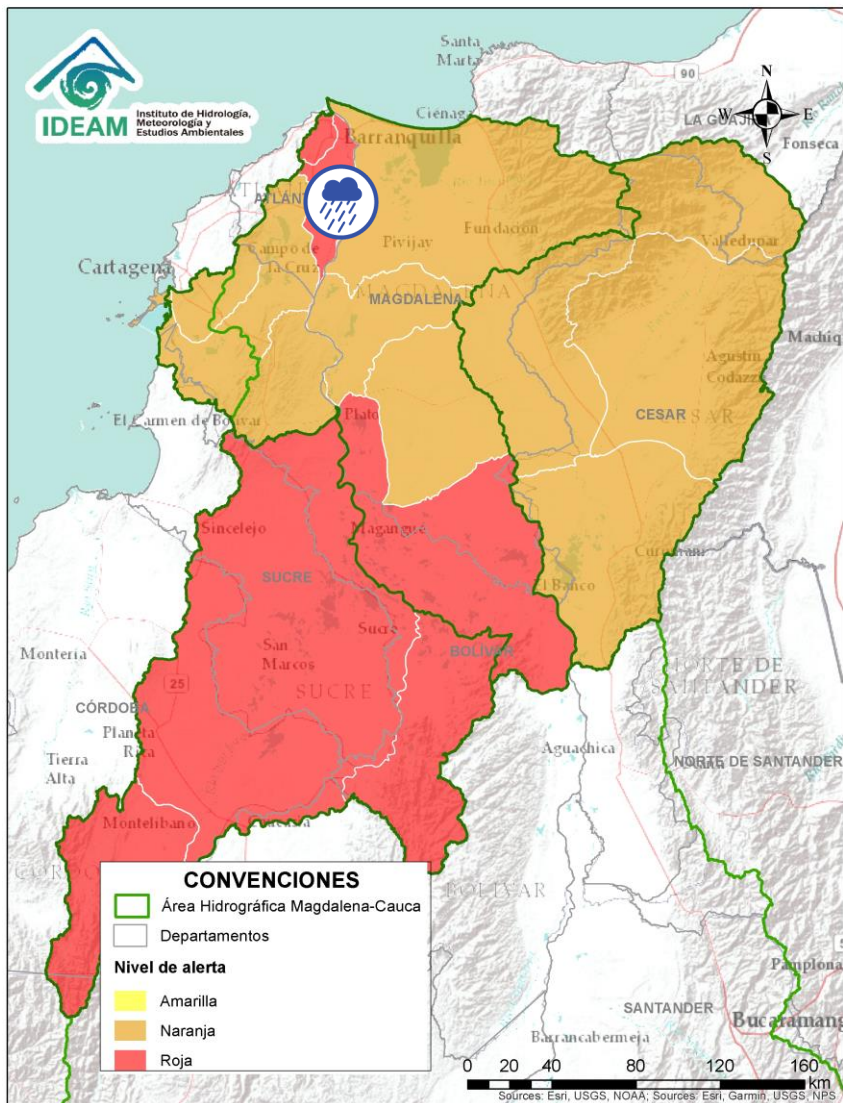 IDEAM
Instituto de Hidrología,
Meteorología y
Estudios Ambientales
Santa
Marta
90
N
W
E
S
LA GUAJIRA
Ciénaga
Fonseca
Barranquilla
Pivijay
Fundación
Valledupar
Cartagena
Campo de
la Cruz
MAGDALENA
Agustín
Codazzi
El Carmen de Bolívar
Plato
CESAR
Sincelejo
Magangué
SUCRE
El Banco
Sucre
BOLÍVAR
San
Marcos
Montería
25
SUCRE
NORTE DE
SANTANDER
CÓRDOBA
Planeta
Rica
Aguachica
Tierra
Alta
NORTE DE SANTANDER
Montelíbano
BOLÍVAR
CONVENCIONES
Área Hidrográfica Magdalena-Cauca
Departamentos
Nivel de alerta
Amarilla
Naranja
Roja
Pamplona
SANTANDER
Barrancabermeja
0 20 40 80 120 160
km
Sources: Esri, USGS, NOAA; Sources: Esri, Garmin, USGS, NPS